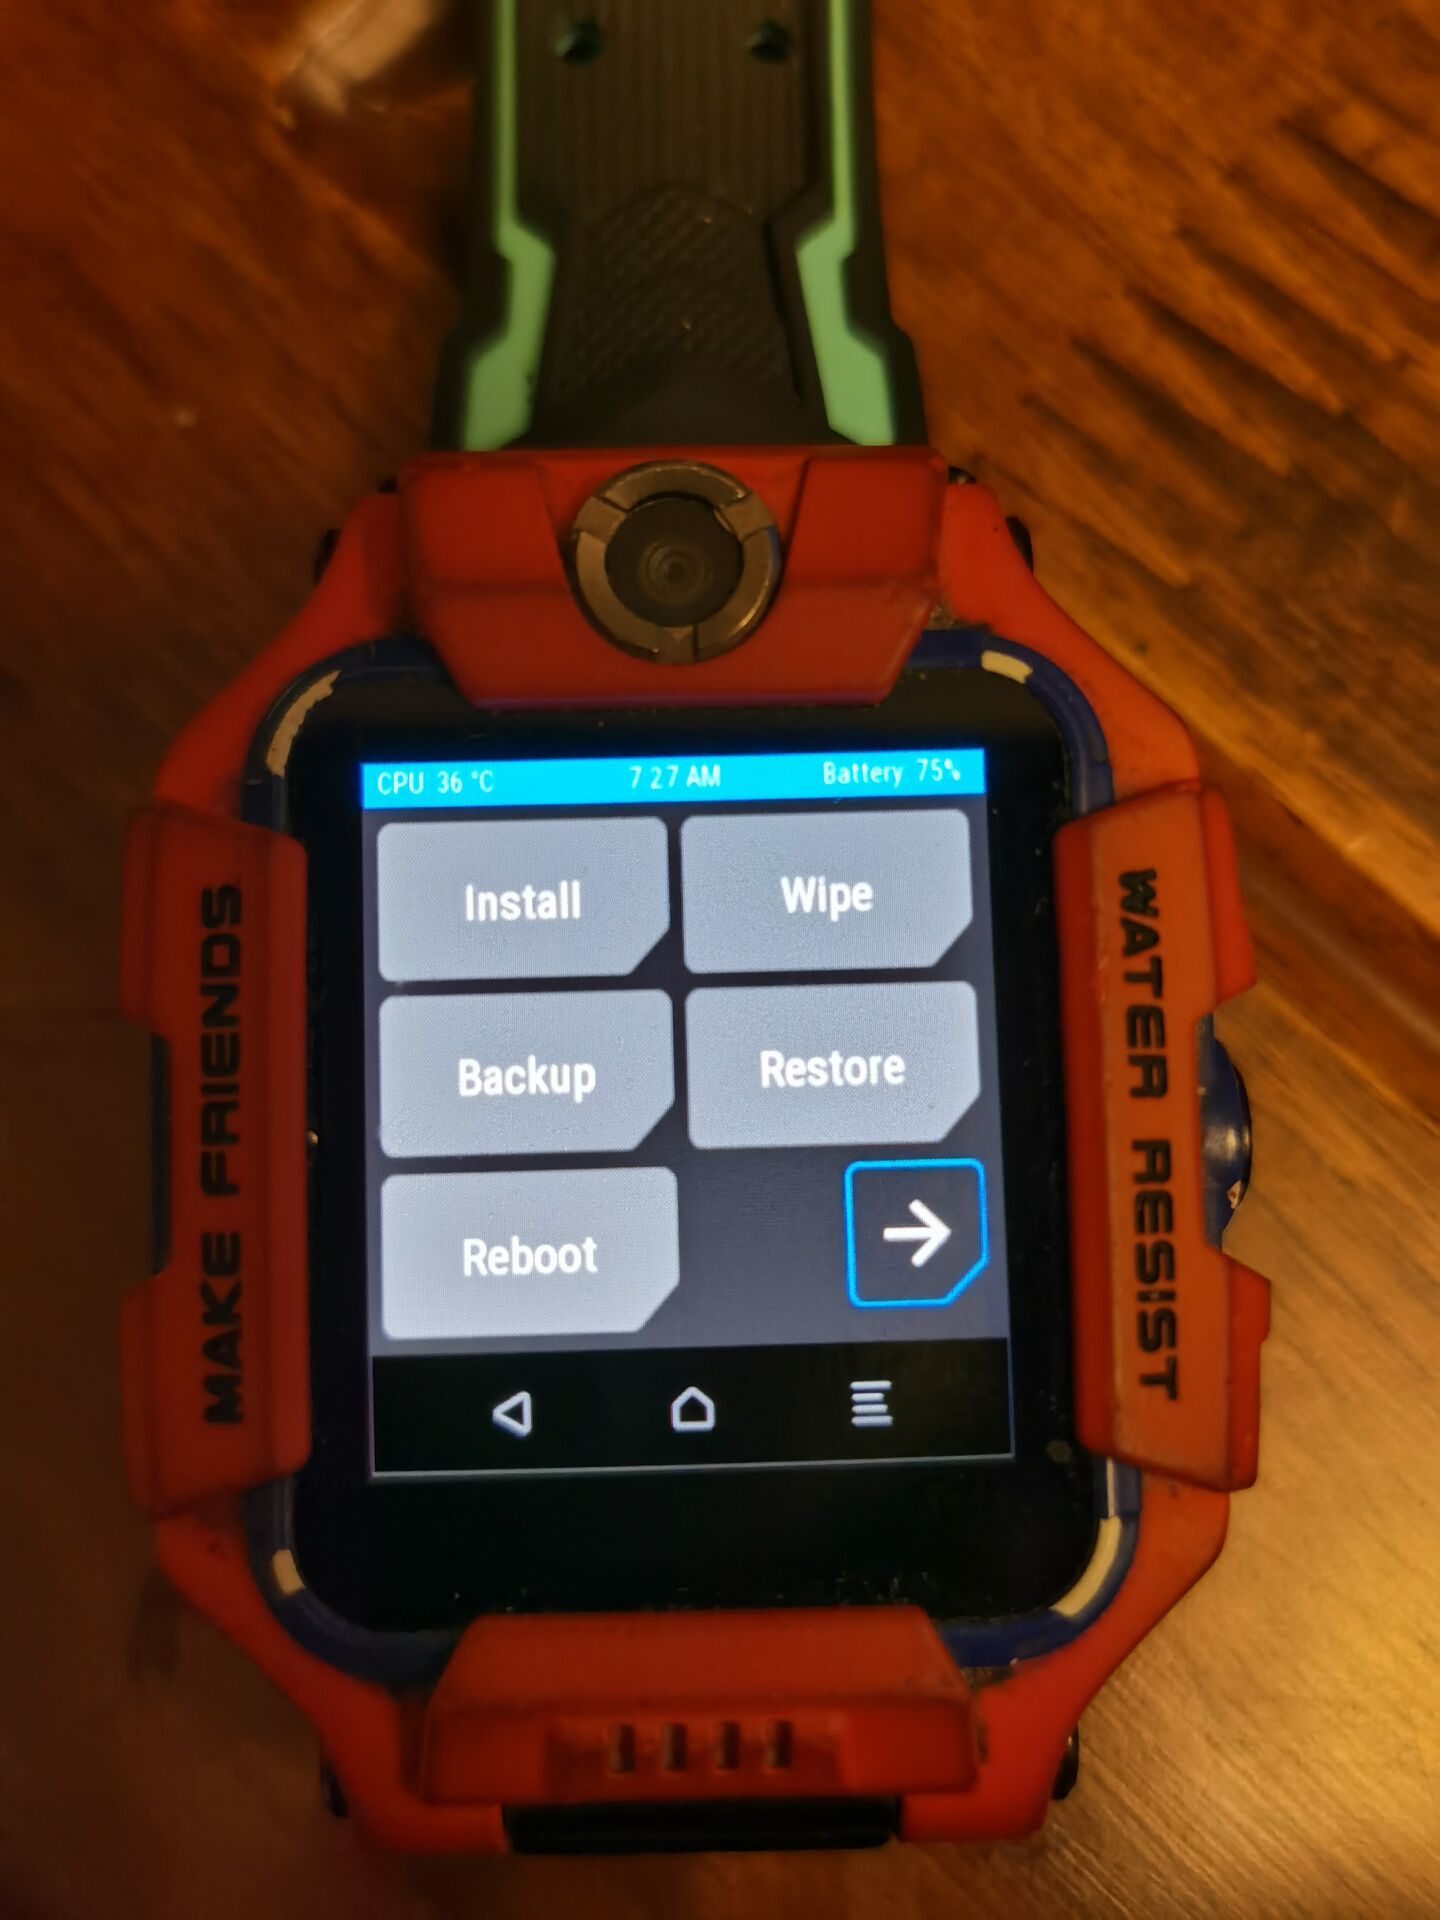 CPU 36 °C 7 27 AM Battery 75%
Install Wipe
Backup Restore
Reboot
MAKE FRIENDS
WATER RESIST